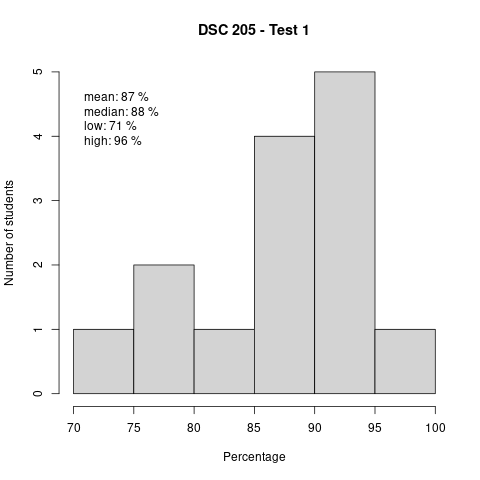 DSC 205 - Test 1
mean: 87 %
median: 88 %
low: 71 %
high: 96 %
Number of students
5
4
3
2
1
0
70 75 80 85 90 95 100
Percentage